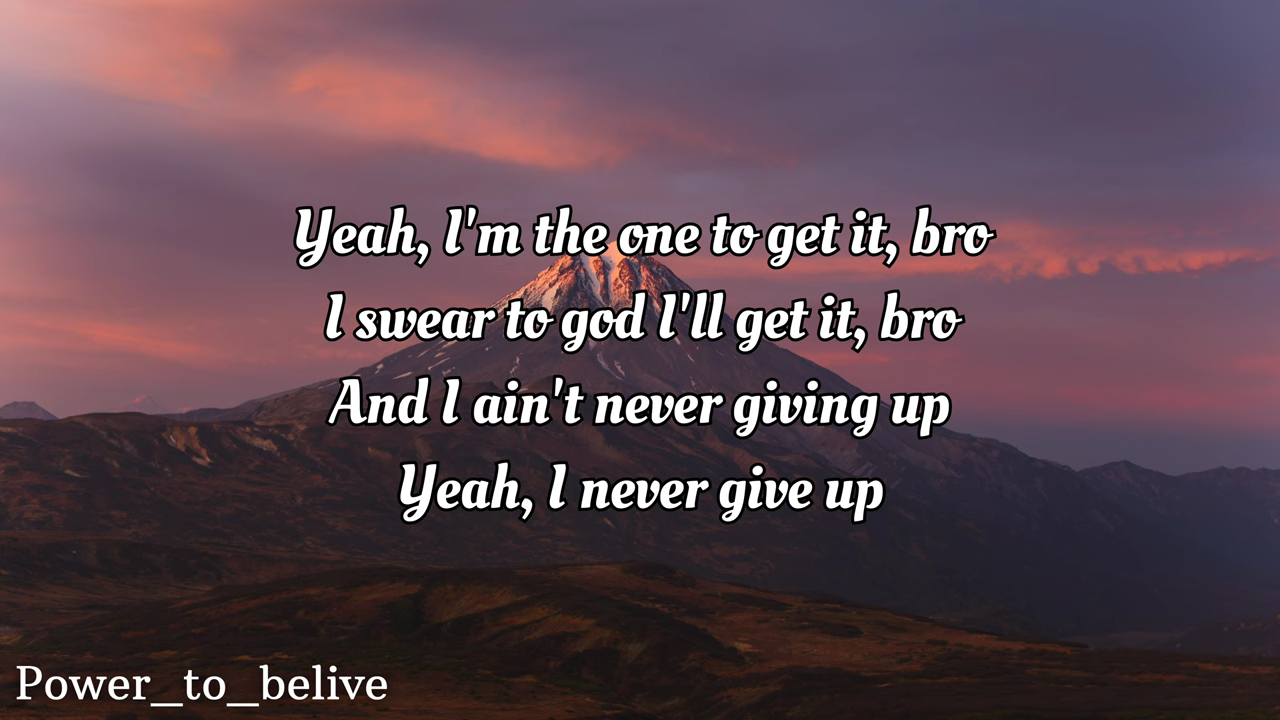 Yeah, I'm the one to get it, bro
I swear to god I'll get it, bro
And I ain't never giving up
Yeah, I never give up
Power_to_belive